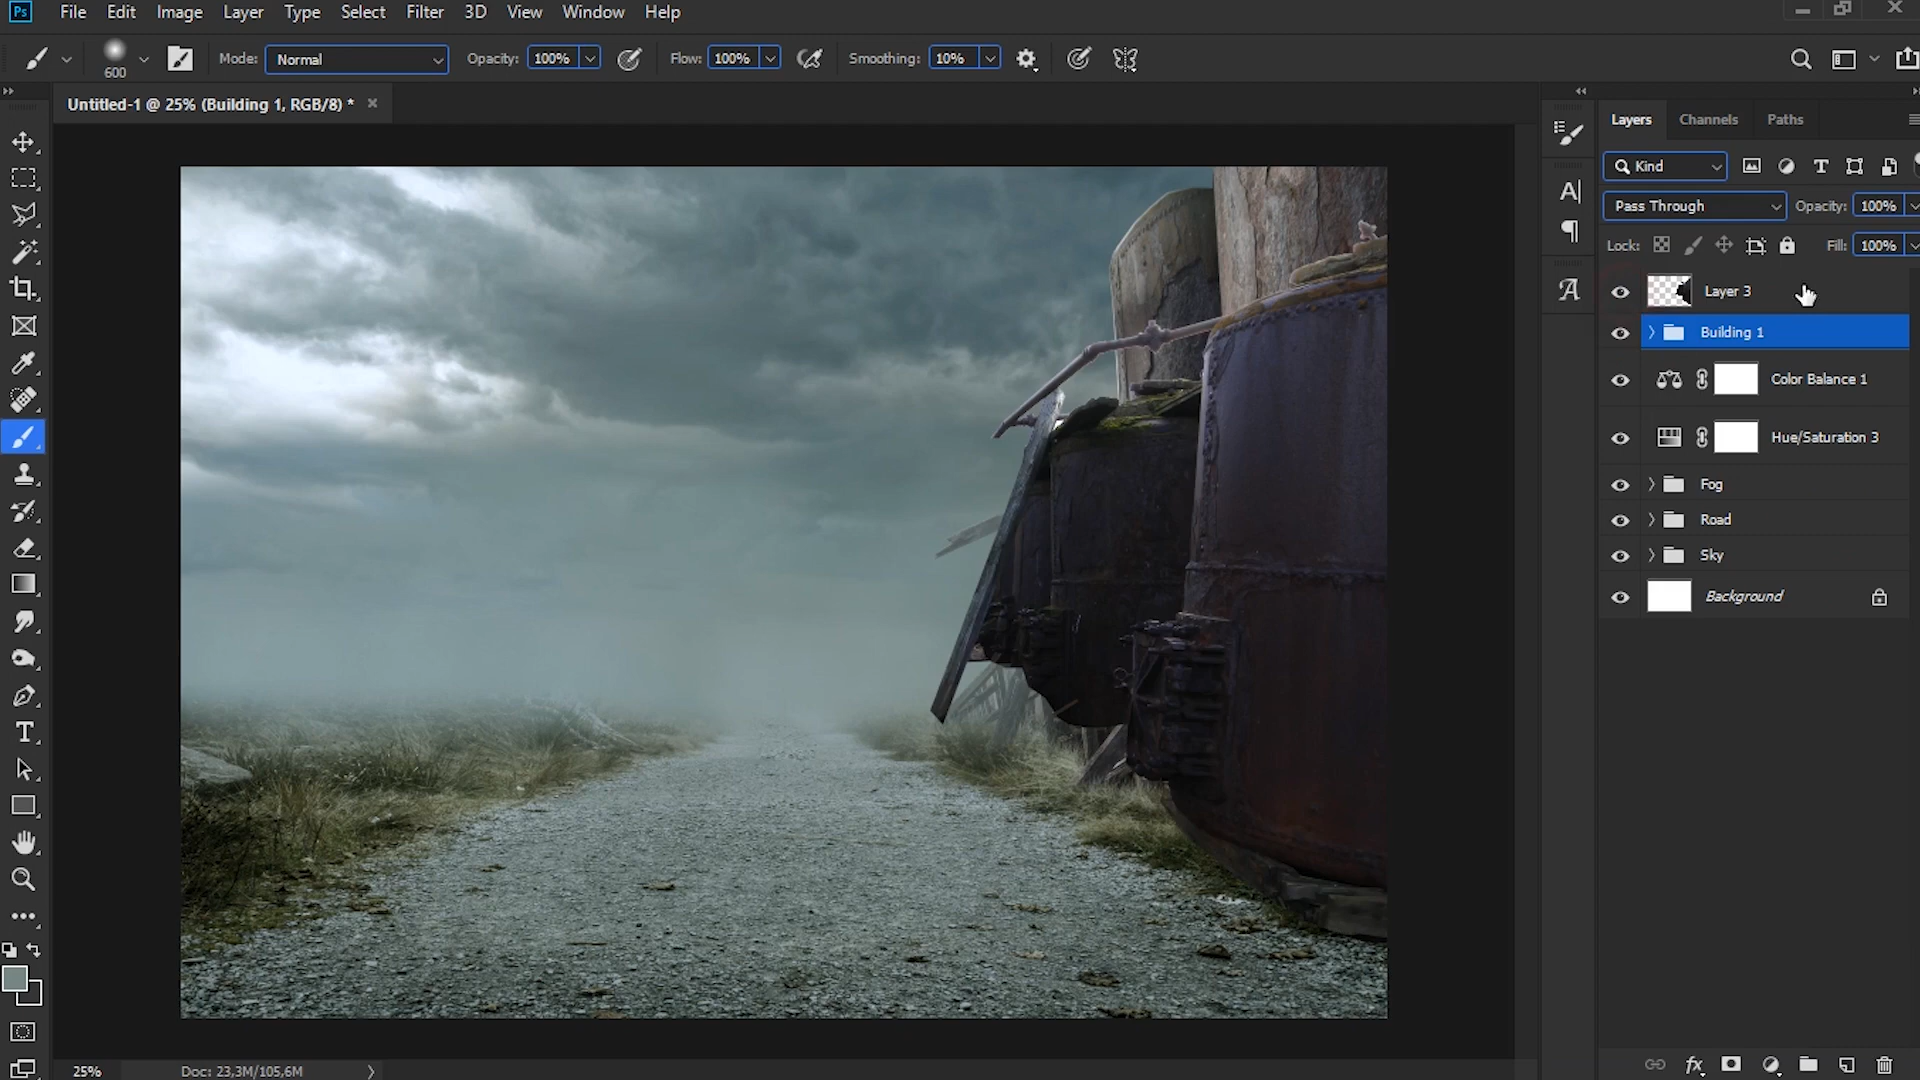 Ps File Edit Image Layer Type Select Filter 3D View Window Help
600 Mode: Normal Opacity: 100% Flow: 100% Smoothing: 10%
Untitled-1 @ 25% (Building 1, RGB/8) *
Layers Channels Paths
Kind
Pass Through Opacity: 100%
Lock: Fill: 100%
Layer 3
Building 1
Color Balance 1
Hue/Saturation 3
Fog
Road
Sky
Background
25% Doc: 23,3M/105,6M